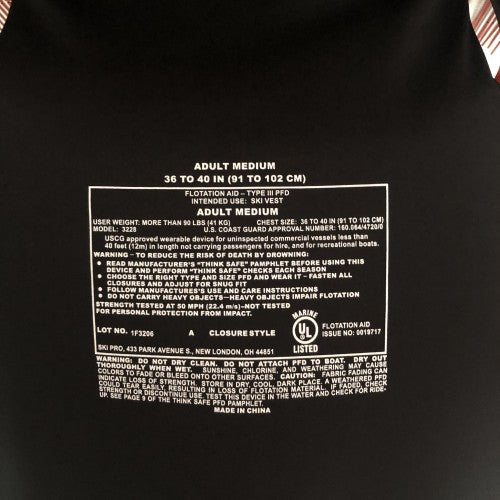 ADULT MEDIUM
36 TO 40 IN (91 TO 102 CM)
FLOTATION AID – TYPE III PFD
INTENDED USE: SKI VEST
ADULT MEDIUM
USER WEIGHT: MORE THAN 90 LBS (41 KG) CHEST SIZE: 36 TO 40 IN (91 TO 102 CM)
MODEL: 3228 U.S. COAST GUARD APPROVAL NUMBER: 160.064/4720/0
USCG approved wearable device for uninspected commercial vessels less than
40 feet (12m) in length not carrying passengers for hire, and for recreational boats.
WARNING – TO REDUCE THE RISK OF DEATH BY DROWNING:
• READ MANUFACTURER'S "THINK SAFE" PAMPHLET BEFORE USING THIS
DEVICE AND PERFORM "THINK SAFE" CHECKS EACH SEASON
• CHOOSE THE RIGHT TYPE AND SIZE PFD AND WEAR IT – FASTEN ALL
CLOSURES AND ADJUST FOR SNUG FIT
• FOLLOW MANUFACTURER'S USE AND CARE INSTRUCTIONS
• DO NOT CARRY HEAVY OBJECTS–HEAVY OBJECTS IMPAIR FLOTATION
STRENGTH TESTED AT 50 MPH (22.4 m/s)–NOT TESTED
FOR PERSONAL PROTECTION FROM IMPACT.
LOT NO. 1F3206 A CLOSURE STYLE
MARINE
UL
LISTED
FLOTATION AID
ISSUE NO: 0019717
SKI PRO, 433 PARK AVENUE S., NEW LONDON, OH 44851
WARNING: DO NOT DRY CLEAN. DO NOT ATTACH PFD TO BOAT. DRY OUT
THOROUGHLY WHEN WET. SUNSHINE, CHLORINE, AND WEATHERING MAY CAUSE
COLORS TO FADE OR BLEED ONTO OTHER SURFACES. CAUTION: FABRIC FADING CAN
INDICATE LOSS OF STRENGTH. STORE IN DRY, COOL, DARK PLACE. A WEATHERED PFD
COULD TEAR EASILY, RESULTING IN LOSS OF FLOTATION MATERIAL. IF FADED, CHECK
STRENGTH OR DISCONTINUE USE. TEST THIS DEVICE IN THE WATER AND CHECK FOR RIDE-
UP. SEE PAGE 9 OF THE THINK SAFE PFD PAMPHLET.
MADE IN CHINA